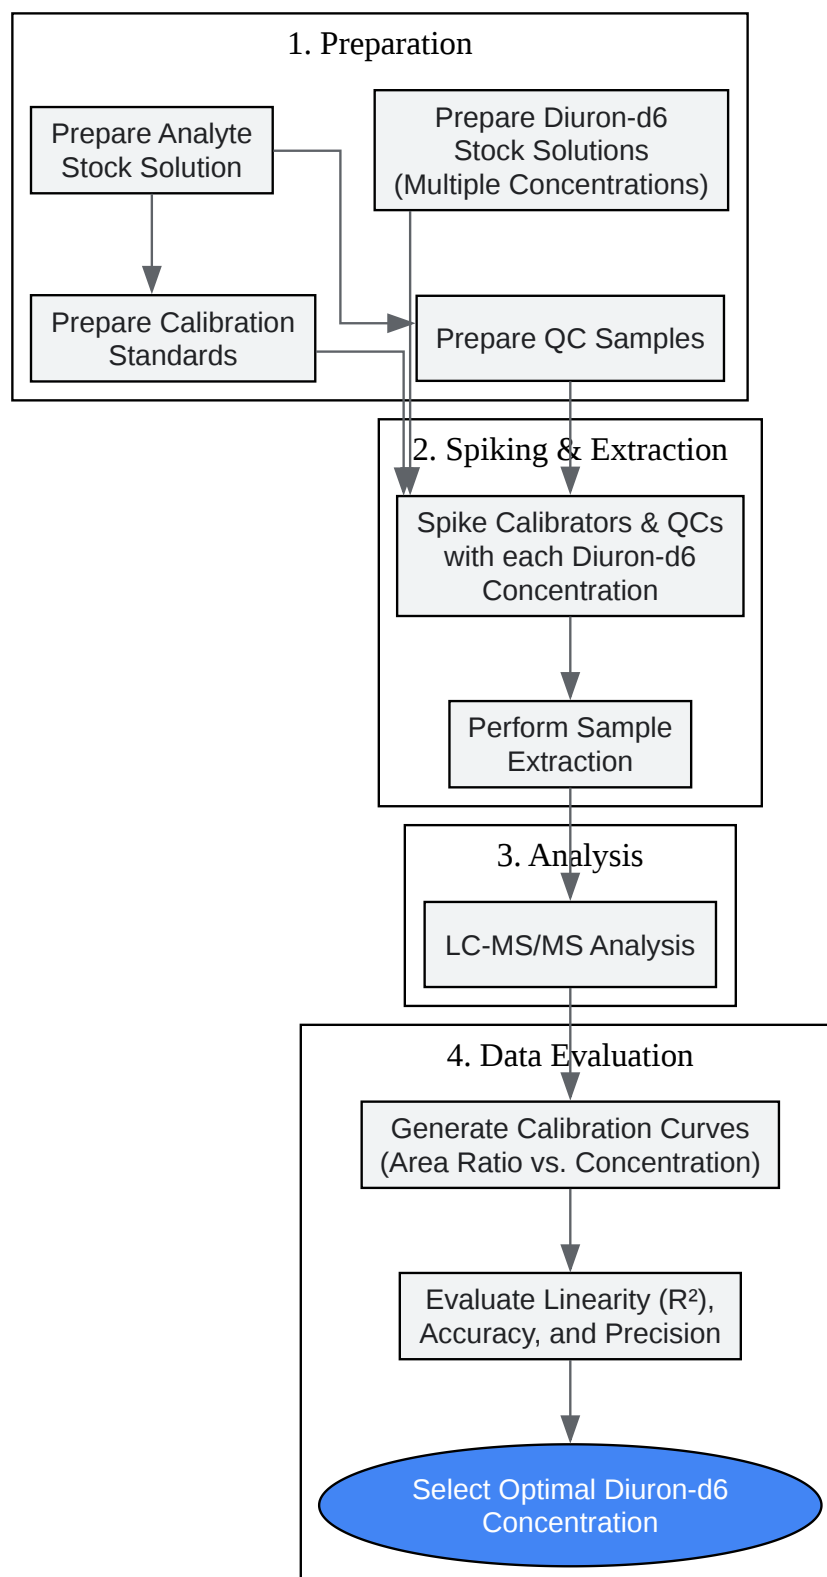 1. Preparation
Prepare Analyte
Stock Solution
Prepare Diuron-d6
Stock Solutions
(Multiple Concentrations)
Prepare Calibration
Standards
Prepare QC Samples
2. Spiking & Extraction
Spike Calibrators & QCs
with each Diuron-d6
Concentration
Perform Sample
Extraction
3. Analysis
LC-MS/MS Analysis
4. Data Evaluation
Generate Calibration Curves
(Area Ratio vs. Concentration)
Evaluate Linearity (R²),
Accuracy, and Precision
Select Optimal Diuron-d6
Concentration